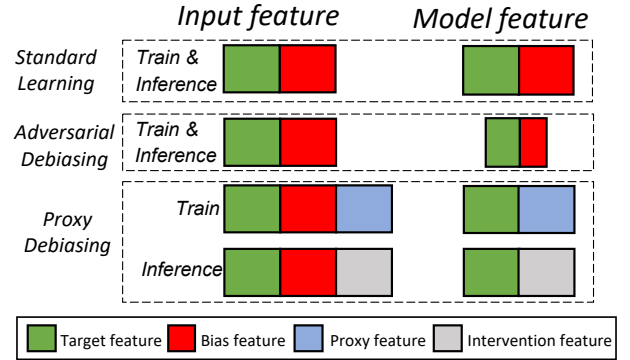 Input feature Model feature
Standard Learning Train & Inference
Adversarial Debiasing Train & Inference
Proxy Debiasing
Train
Inference
Target feature Bias feature Proxy feature Intervention feature